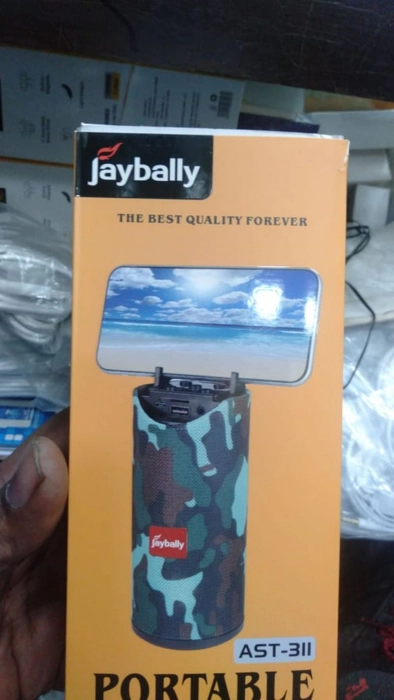 jaybally
THE BEST QUALITY FOREVER
jaybally
AST-311
PORTABLE